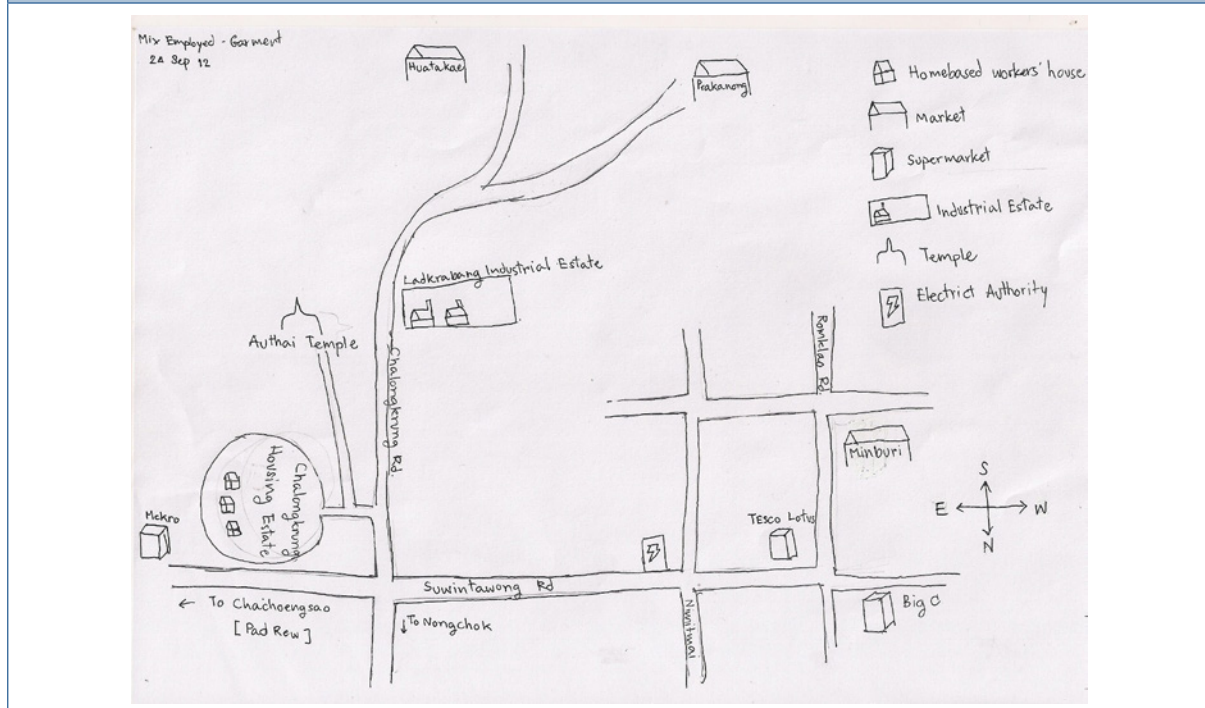 Mix Employed - Garment
24 Sep 12
Huatakae
Prakanong
Homebased workers' house
Market
Supermarket
Industrial Estate
Temple
Electrict Authority
Ladkrabang Industrial Estate
Authai Temple
Chalongkrung Rd.
Romklao Rd.
Minburi
Chalongkrung
Housing Estate
Mekro
TESCO Lotus
S
E
W
N
Suwintawong Rd
← To Chachoengsao
[Pad Rew]
↓To Nongchok
Nimitmai
Big C